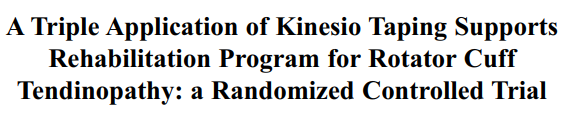 A Triple Application of Kinesio Taping Supports
Rehabilitation Program for Rotator Cuff
Tendinopathy: a Randomized Controlled Trial